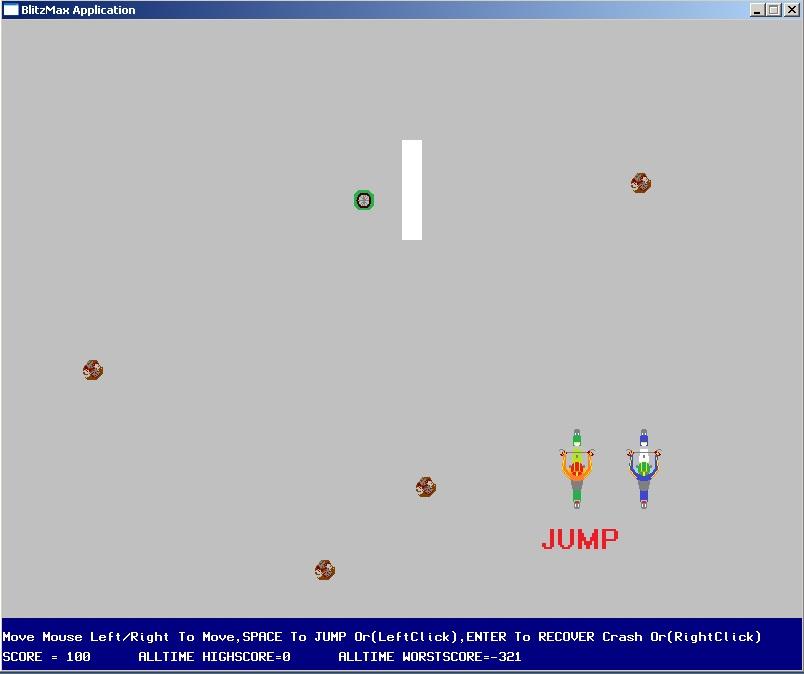 BlitzMax Application
JUMP
Move Mouse Left/Right To Move,SPACE To JUMP Or(LeftClick),ENTER To RECOVER Crash Or(RightClick)
SCORE = 100 ALLTIME HIGHSCORE=0 ALLTIME WORSTSCORE=-321